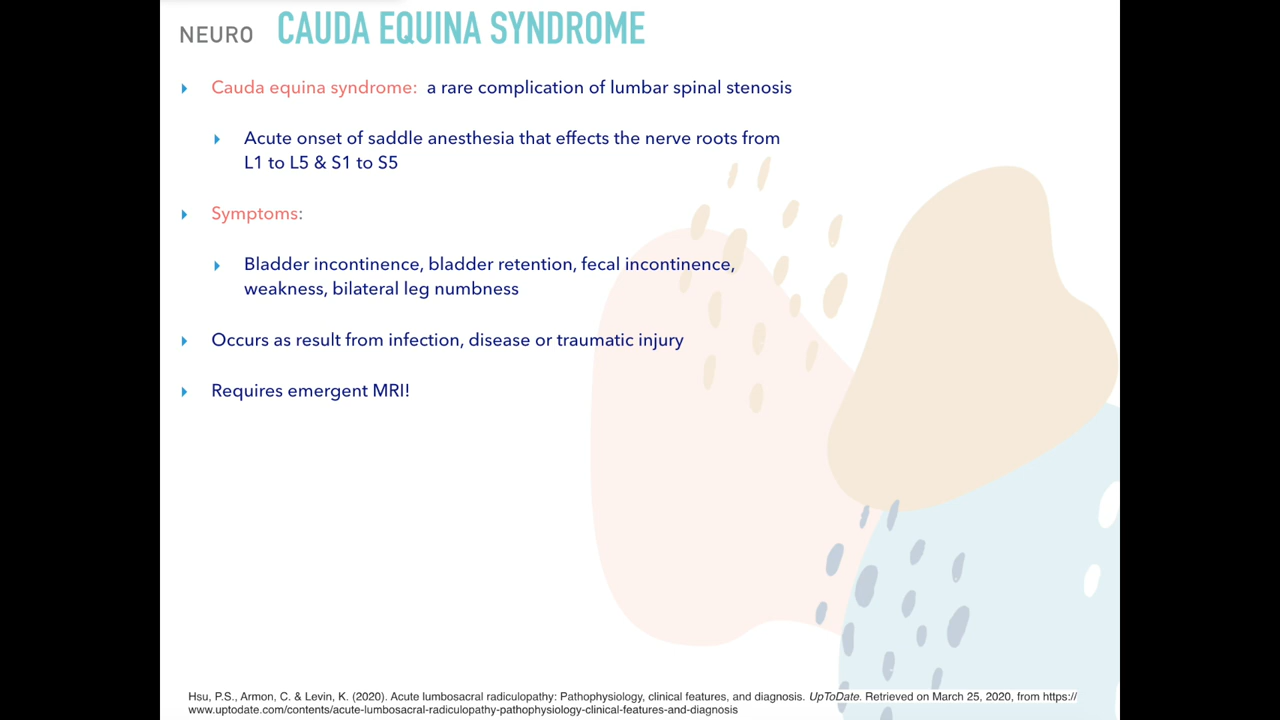 NEURO CAUDA EQUINA SYNDROME
Cauda equina syndrome: a rare complication of lumbar spinal stenosis
Acute onset of saddle anesthesia that effects the nerve roots from
L1 to L5 & S1 to S5
Symptoms:
Bladder incontinence, bladder retention, fecal incontinence,
weakness, bilateral leg numbness
Occurs as result from infection, disease or traumatic injury
Requires emergent MRI!
Hsu, P.S., Armon, C. & Levin, K. (2020). Acute lumbosacral radiculopathy: Pathophysiology, clinical features, and diagnosis. UpToDate. Retrieved on March 25, 2020, from https://
www.uptodate.com/contents/acute-lumbosacral-radiculopathy-pathophysiology-clinical-features-and-diagnosis